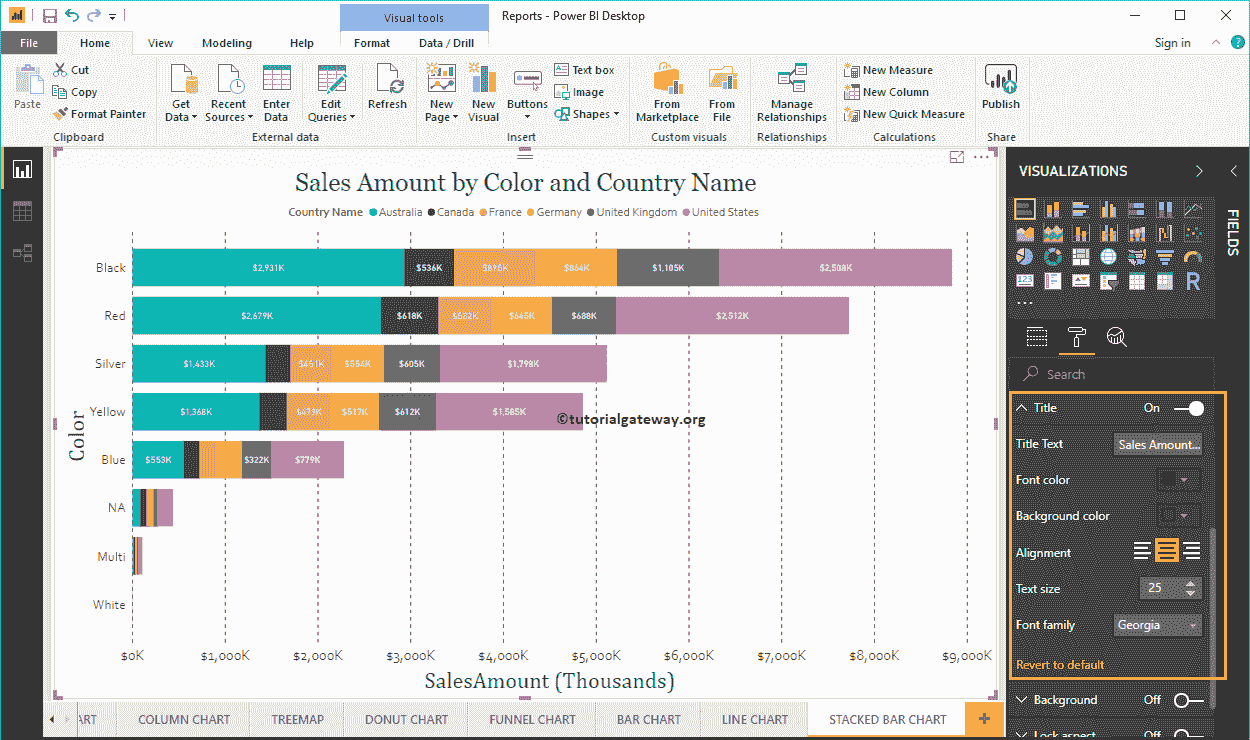 Visual tools
Reports - Power BI Desktop
File Home View Modeling Help Format Data / Drill
Sign in
Paste
Cut
Copy
Format Painter
Clipboard
Get Data
Recent Sources
Enter Data
Edit Queries
External data
Refresh
New Page
New Visual
Buttons
Text box
Image
Shapes
Insert
From Marketplace
From File
Custom visuals
Manage Relationships
Relationships
New Measure
New Column
New Quick Measure
Calculations
Publish
Share
Sales Amount by Color and Country Name
Country Name Australia Canada France Germany United Kingdom United States
Color
Black $2,931K $536K $864K $1,105K $2,508K
Red $2,679K $618K $645K $688K $2,512K
Silver $1,433K $554K $605K $1,798K
Yellow $1,368K $517K $612K $1,585K
©tutorialgateway.org
Blue $553K $322K $779K
NA
Multi
White
$0K $1,000K $2,000K $3,000K $4,000K $5,000K $6,000K $7,000K $8,000K $9,000K
SalesAmount (Thousands)
ART COLUMN CHART TREEMAP DONUT CHART FUNNEL CHART BAR CHART LINE CHART STACKED BAR CHART +
VISUALIZATIONS
FIELDS
123
R
Search
Title On
Title Text Sales Amount...
Font color
Background color
Alignment
Text size 25
Font family Georgia
Revert to default
Background Off
Lock aspect Off